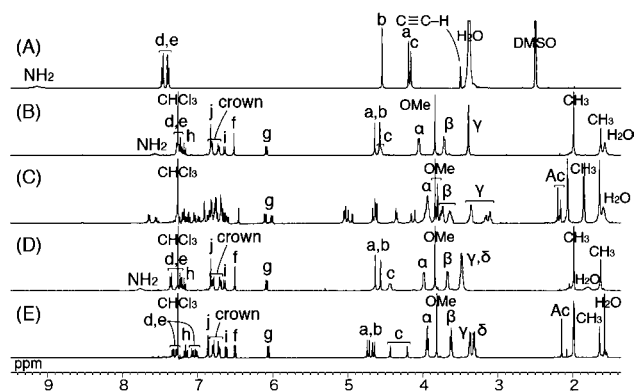 (A) NH₂ d,e b a c C≡C–H H₂O DMSO
(B) NH₂ d,e CHCl₃ h j crown i f g a,b c α OMe β γ CH₃ CH₃ H₂O
(C) CHCl₃ g α OMe β γ Ac CH₃ H₂O
(D) NH₂ d,e CHCl₃ h j crown i f g a,b c α OMe β γ,δ CH₃ H₂O CH₃
(E) d,e CHCl₃ h j crown i f g a,b c α OMe β γ δ Ac CH₃ CH₃ H₂O
ppm 9 8 7 6 5 4 3 2